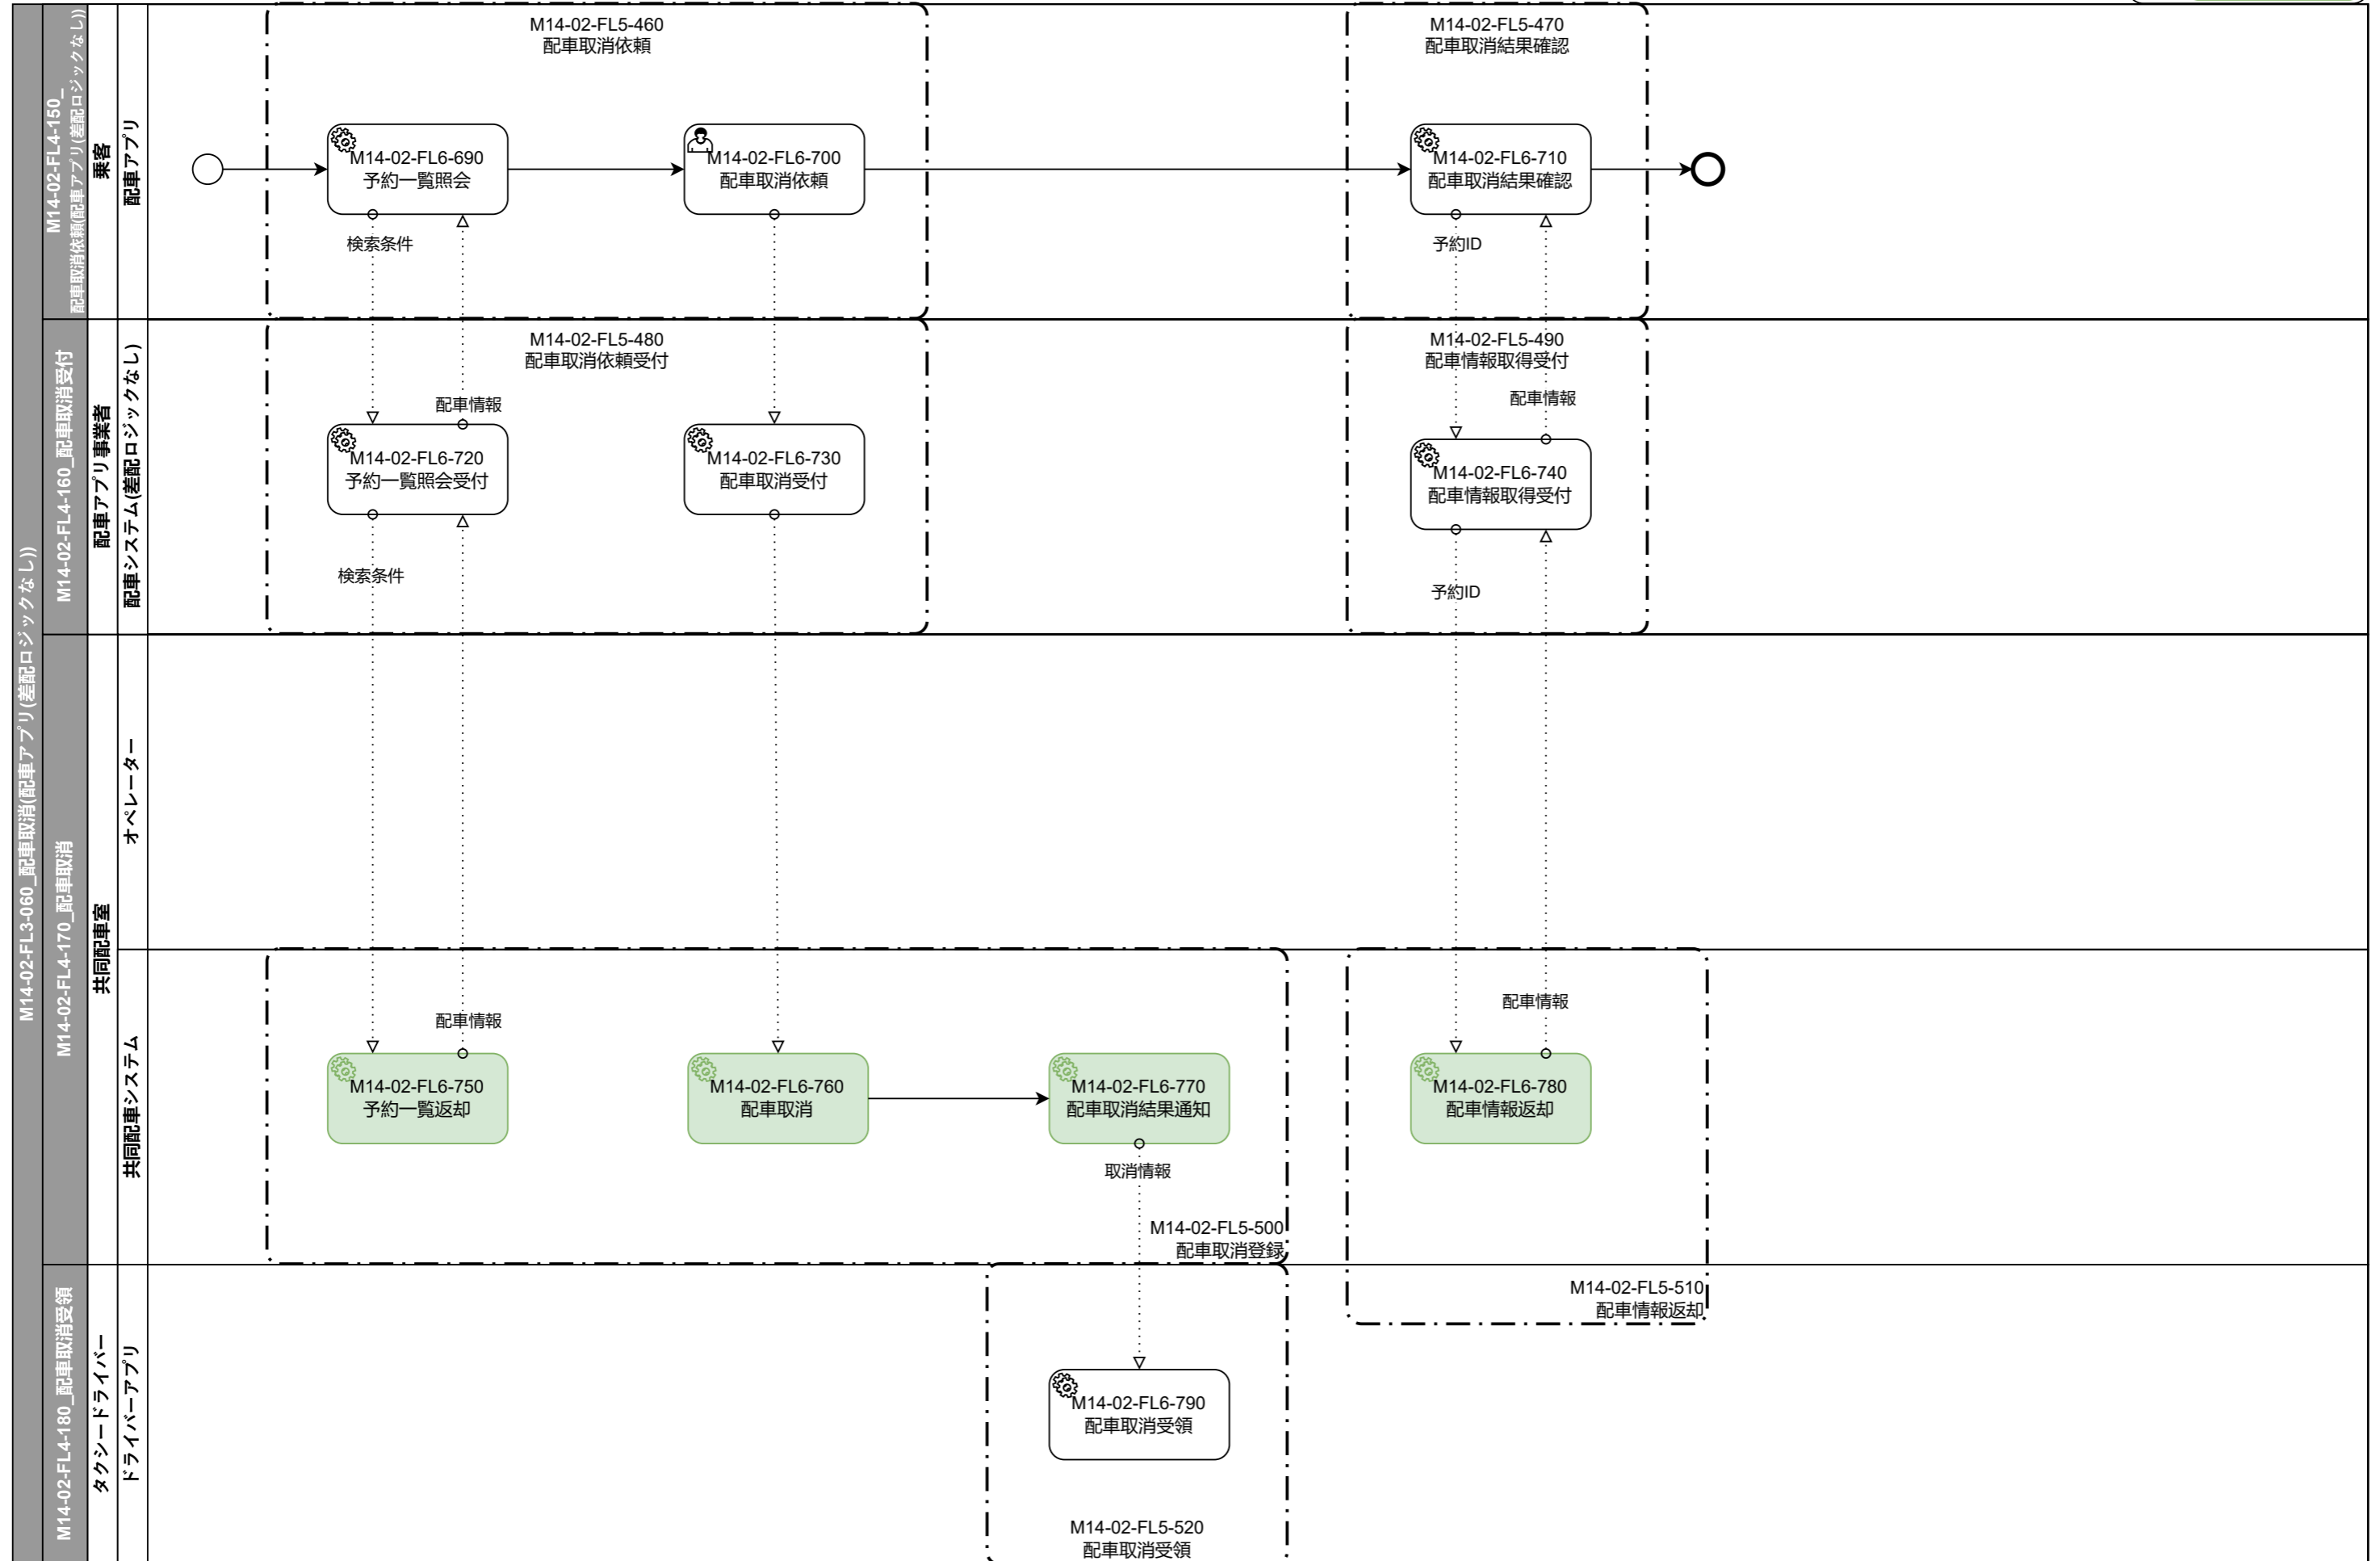 M14-02-FL3-060_配車取消(配車アプリ(差配ロジックなし))
M14-02-FL4-150_
配車取消依頼(配車アプリ(差配ロジックなし))
乗客
配車アプリ
M14-02-FL5-460
配車取消依頼
M14-02-FL5-470
配車取消結果確認
M14-02-FL6-690
予約一覧照会
M14-02-FL6-700
配車取消依頼
M14-02-FL6-710
配車取消結果確認
検索条件
予約ID
M14-02-FL4-160_配車取消受付
配車アプリ事業者
配車システム(差配ロジックなし)
M14-02-FL5-480
配車取消依頼受付
M14-02-FL5-490
配車情報取得受付
配車情報
配車情報
M14-02-FL6-720
予約一覧照会受付
M14-02-FL6-730
配車取消受付
M14-02-FL6-740
配車情報取得受付
検索条件
予約ID
M14-02-FL4-170_配車取消
共同配車室
オペレーター
共同配車システム
配車情報
配車情報
M14-02-FL6-750
予約一覧返却
M14-02-FL6-760
配車取消
M14-02-FL6-770
配車取消結果通知
M14-02-FL6-780
配車情報返却
取消情報
M14-02-FL5-500
配車取消登録
M14-02-FL5-510
配車情報返却
M14-02-FL4-180_配車取消受領
タクシードライバー
ドライバーアプリ
M14-02-FL6-790
配車取消受領
M14-02-FL5-520
配車取消受領